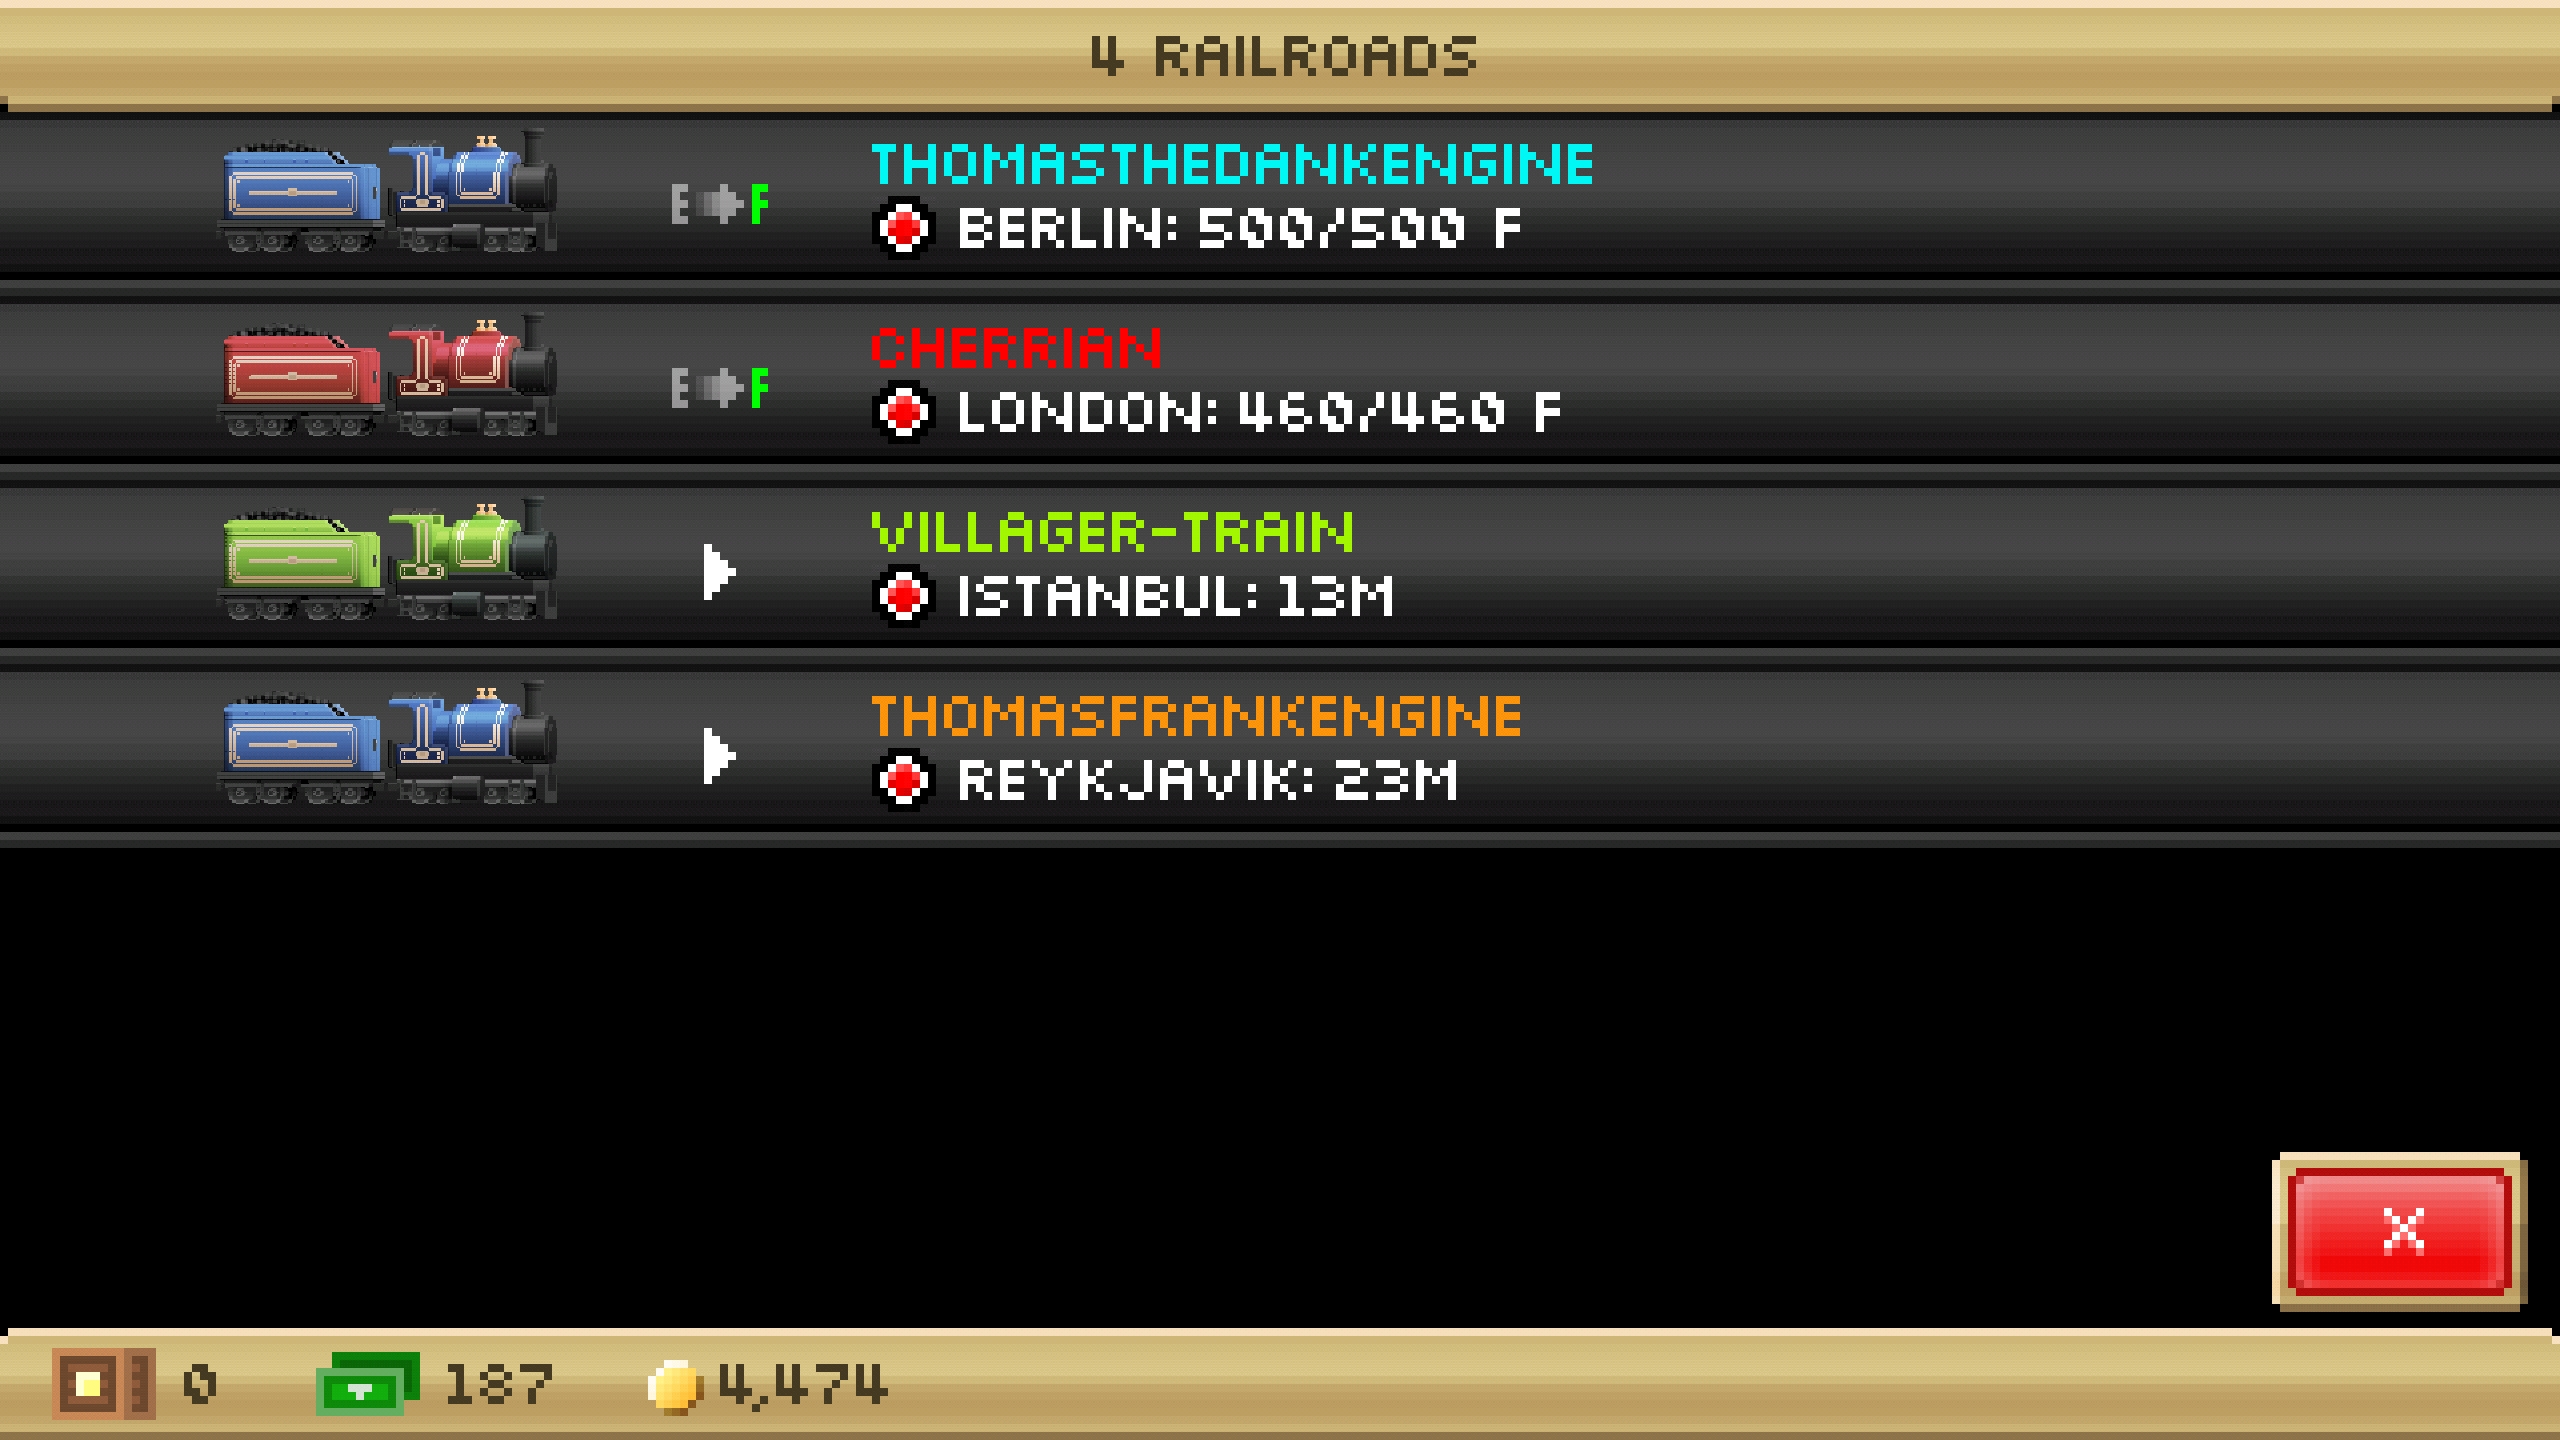 4 RAILROADS
THOMASTHEDANKENGINE
E F
BERLIN: 500/500 F
CHERRIAN
E F
LONDON: 460/460 F
VILLAGER-TRAIN
ISTANBUL: 13M
THOMASFRANKENGINE
REYKJAVIK: 23M
X
0 187 4,474